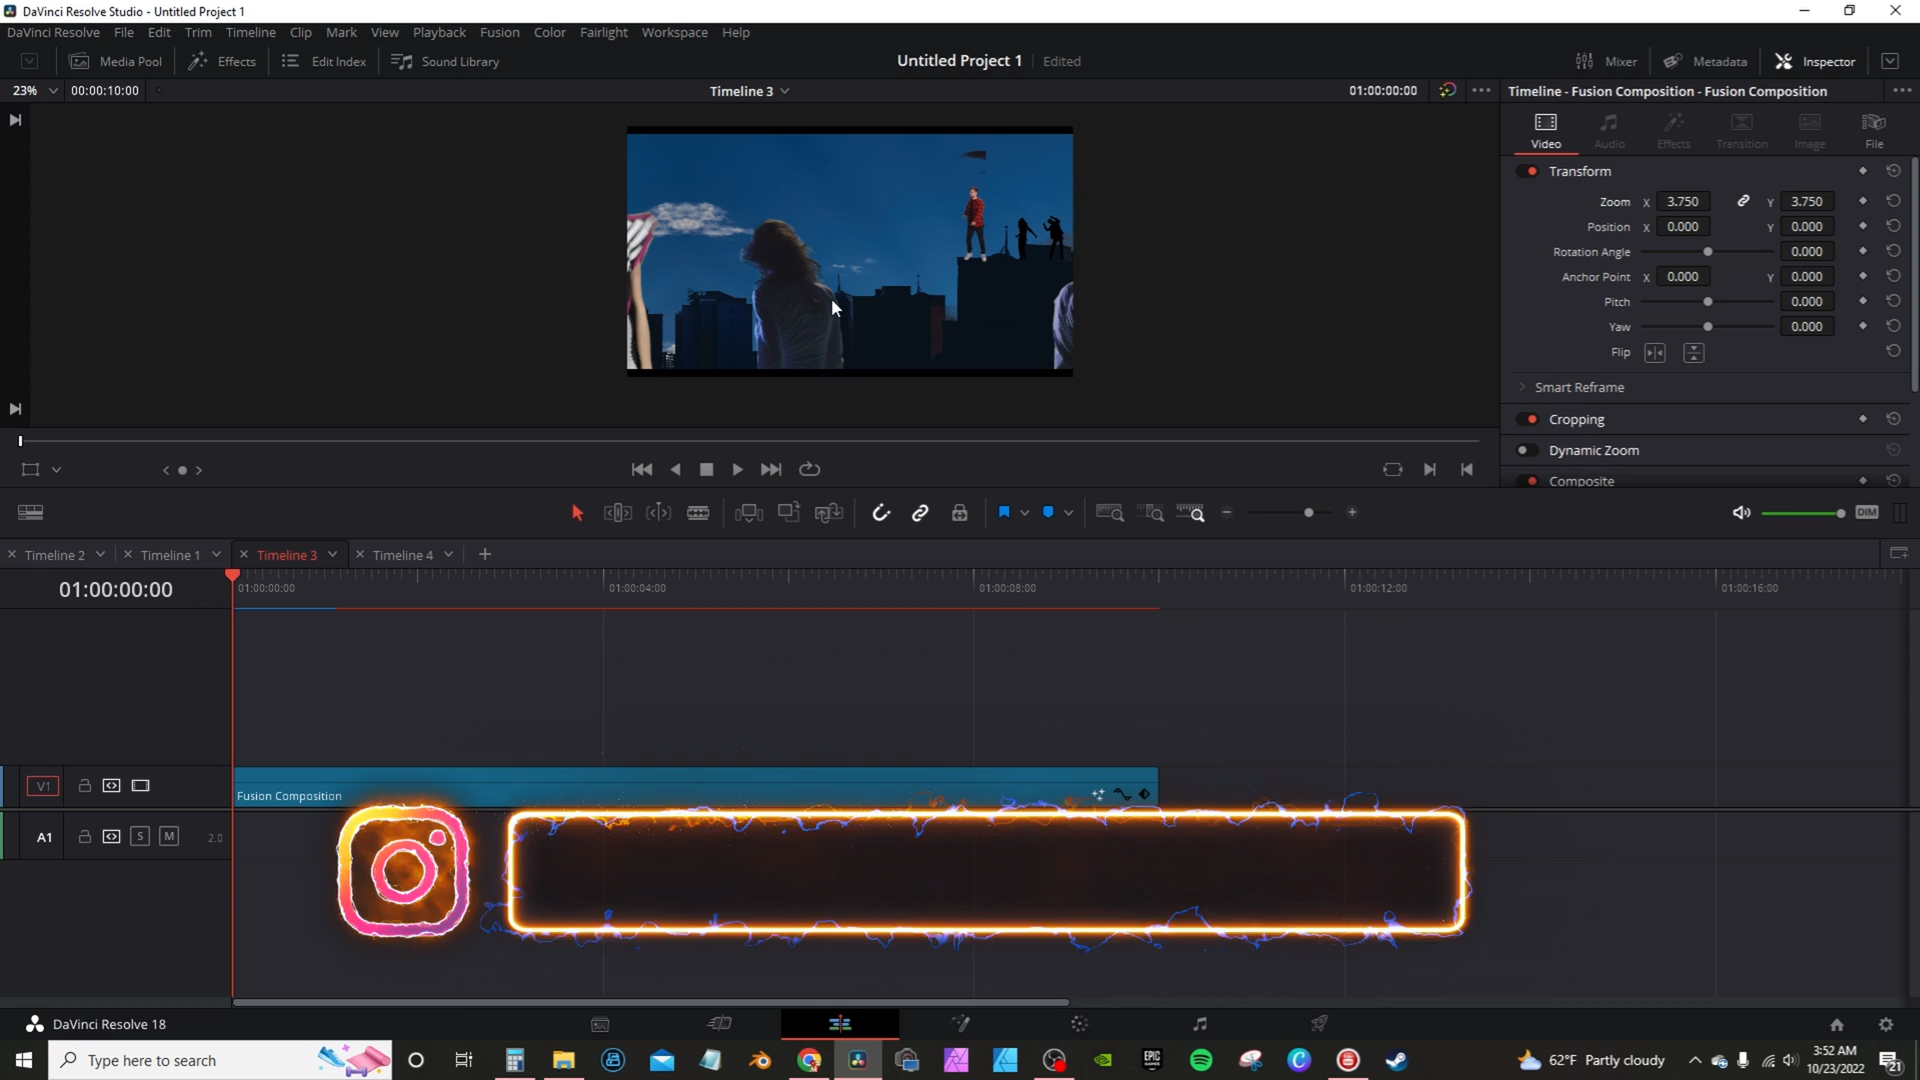 DaVinci Resolve Studio - Untitled Project 1
DaVinci Resolve File Edit Trim Timeline Clip Mark View Playback Fusion Color Fairlight Workspace Help
Media Pool Effects Edit Index Sound Library Untitled Project 1 Edited Mixer Metadata Inspector
23% 00:00:10:00 Timeline 3 01:00:00:00 Timeline - Fusion Composition - Fusion Composition
Video Audio Effects Transition Image File
Transform
Zoom X 3.750 Y 3.750
Position X 0.000 Y 0.000
Rotation Angle 0.000
Anchor Point X 0.000 Y 0.000
Pitch 0.000
Yaw 0.000
Flip
Smart Reframe
Cropping
Dynamic Zoom
Composite
DIM
Timeline 2 Timeline 1 Timeline 3 Timeline 4
01:00:00:00 01:00:00:00 01:00:04:00 01:00:08:00 01:00:12:00 01:00:16:00
V1
Fusion Composition
A1 S M 2.0
DaVinci Resolve 18
Type here to search
EPIC GAMES
62°F Partly cloudy
3:52 AM
10/23/2022
21